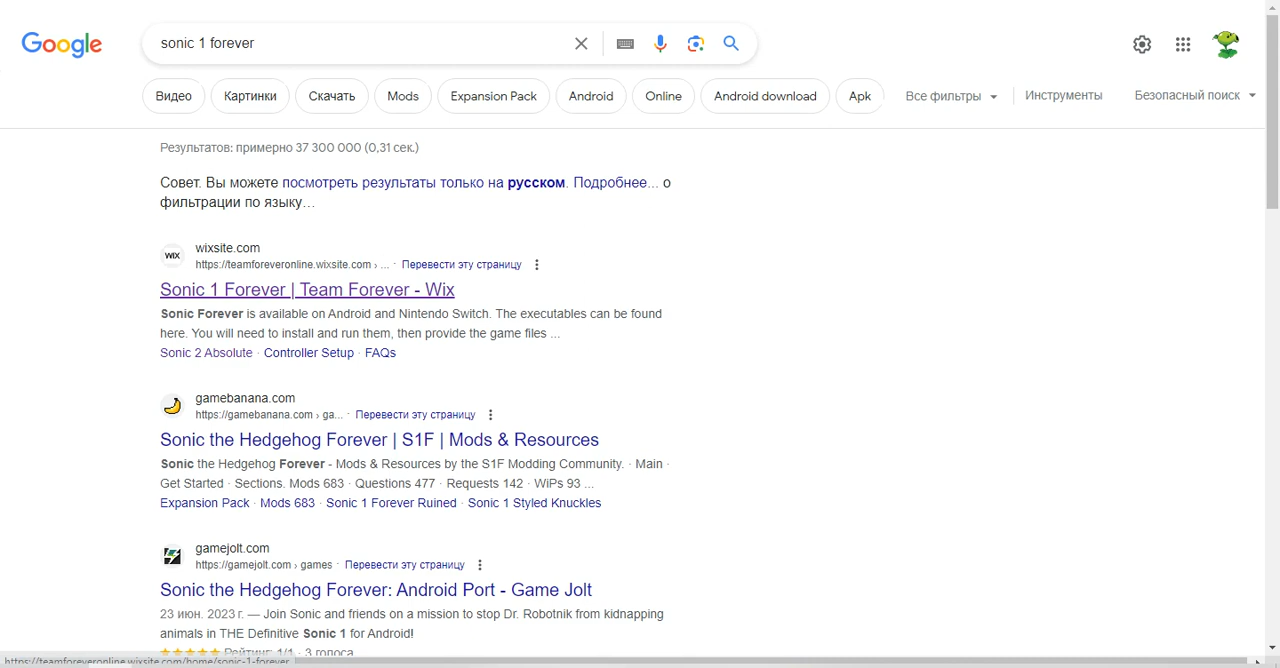 Google
sonic 1 forever
Видео
Картинки
Скачать
Mods
Expansion Pack
Android
Online
Android download
Apk
Все фильтры
Инструменты
Безопасный поиск
Результатов: примерно 37 300 000 (0,31 сек.)
Совет. Вы можете посмотреть результаты только на русском. Подробнее... о
фильтрации по языку…
WIX
wixsite.com
https://teamforeveronline.wixsite.com › ... · Перевести эту страницу
Sonic 1 Forever | Team Forever - Wix
Sonic Forever is available on Android and Nintendo Switch. The executables can be found
here. You will need to install and run them, then provide the game files ...
Sonic 2 Absolute · Controller Setup · FAQs
gamebanana.com
https://gamebanana.com › ga... · Перевести эту страницу
Sonic the Hedgehog Forever | S1F | Mods & Resources
Sonic the Hedgehog Forever - Mods & Resources by the S1F Modding Community. · Main ·
Get Started · Sections. Mods 683 · Questions 477 · Requests 142 · WiPs 93 ...
Expansion Pack · Mods 683 · Sonic 1 Forever Ruined · Sonic 1 Styled Knuckles
gamejolt.com
https://gamejolt.com › games · Перевести эту страницу
Sonic the Hedgehog Forever: Android Port - Game Jolt
23 июн. 2023 г. — Join Sonic and friends on a mission to stop Dr. Robotnik from kidnapping
animals in THE Definitive Sonic 1 for Android!
Рейтинг: 1/1 · 3 голоса
https://teamforeveronline.wixsite.com/home/sonic-1-forever